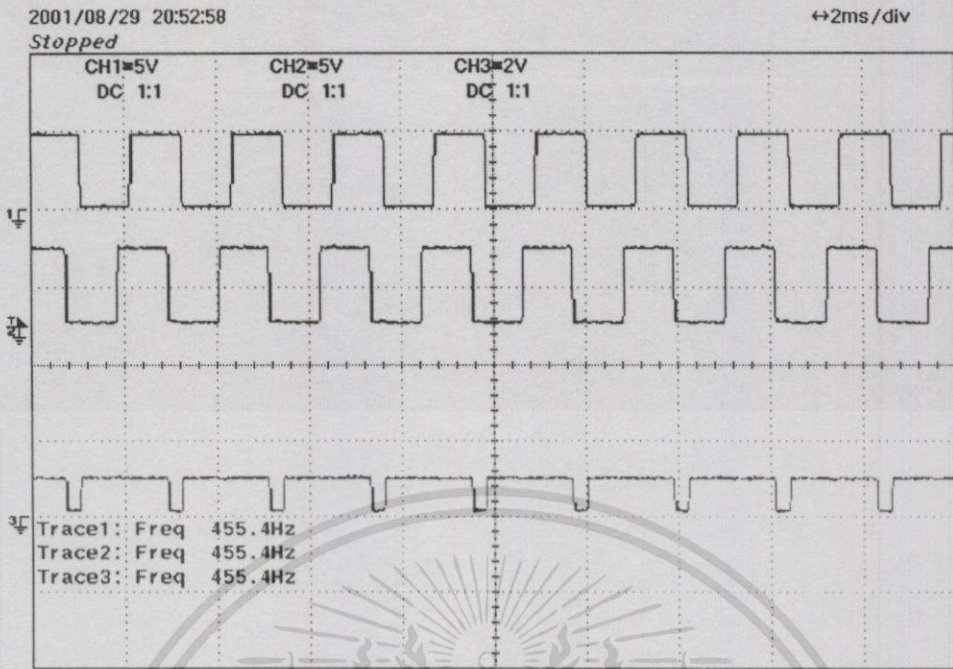 2001/08/29 20:52:58 ↔2ms/div
Stopped
CH1=5V CH2=5V CH3=2V
DC 1:1 DC 1:1 DC 1:1
1
2
3
Trace1: Freq 455.4Hz
Trace2: Freq 455.4Hz
Trace3: Freq 455.4Hz